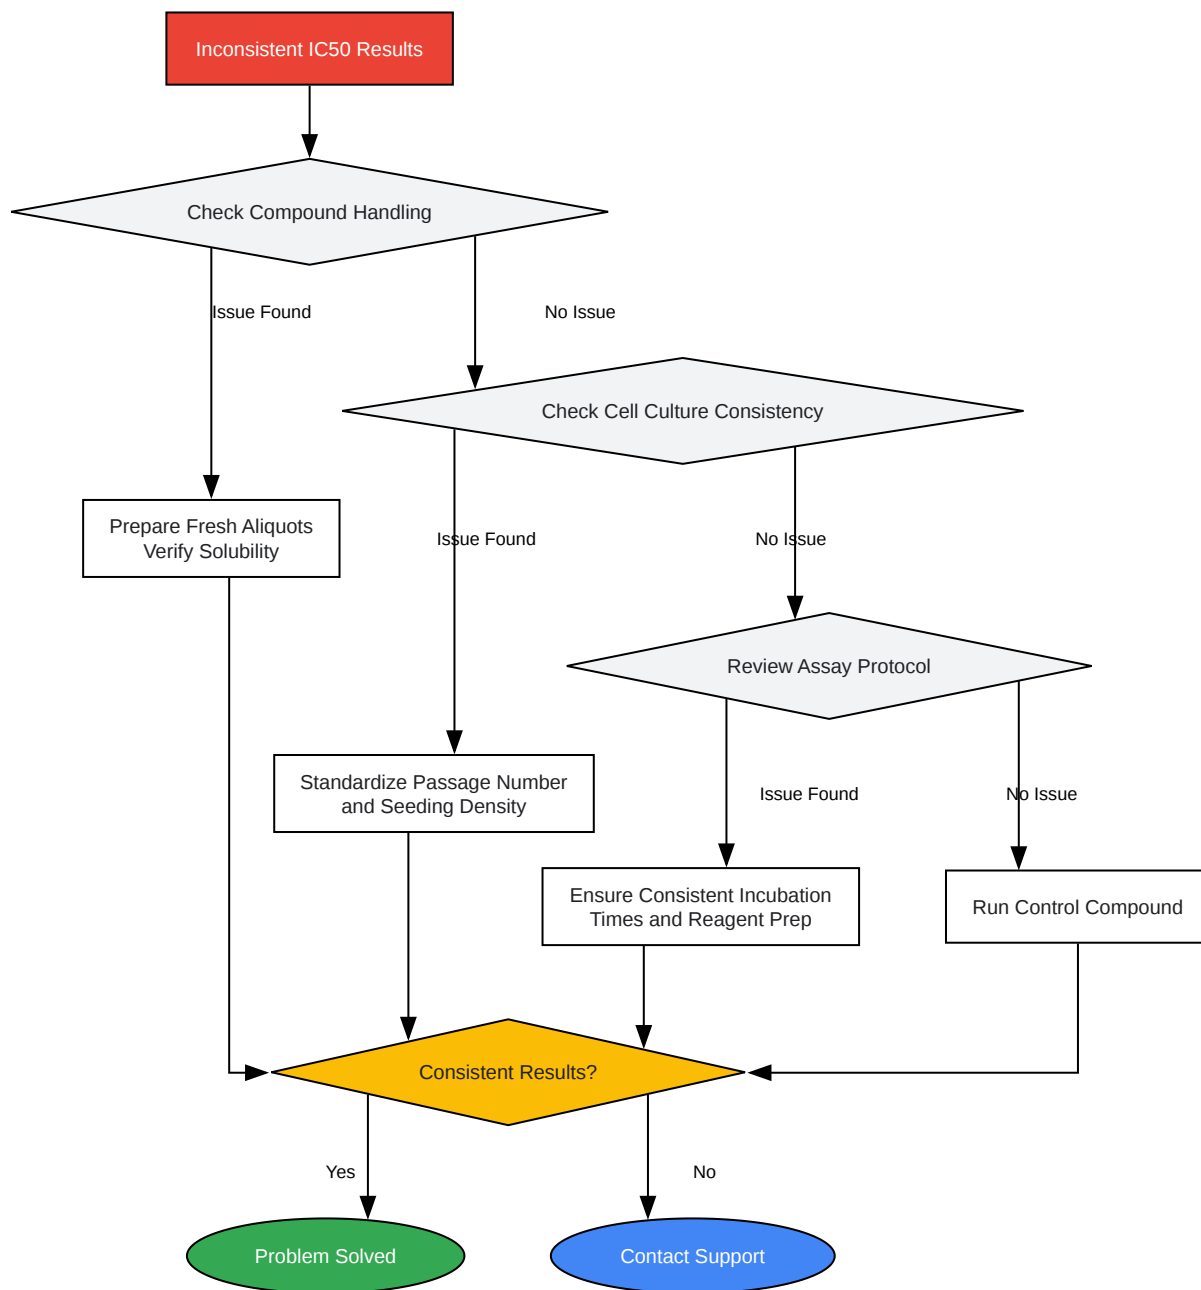 Inconsistent IC50 Results
Check Compound Handling
Issue Found
No Issue
Check Cell Culture Consistency
Prepare Fresh Aliquots
Verify Solubility
Issue Found
No Issue
Review Assay Protocol
Standardize Passage Number
and Seeding Density
Issue Found
No Issue
Ensure Consistent Incubation
Times and Reagent Prep
Run Control Compound
Consistent Results?
Yes
No
Problem Solved
Contact Support